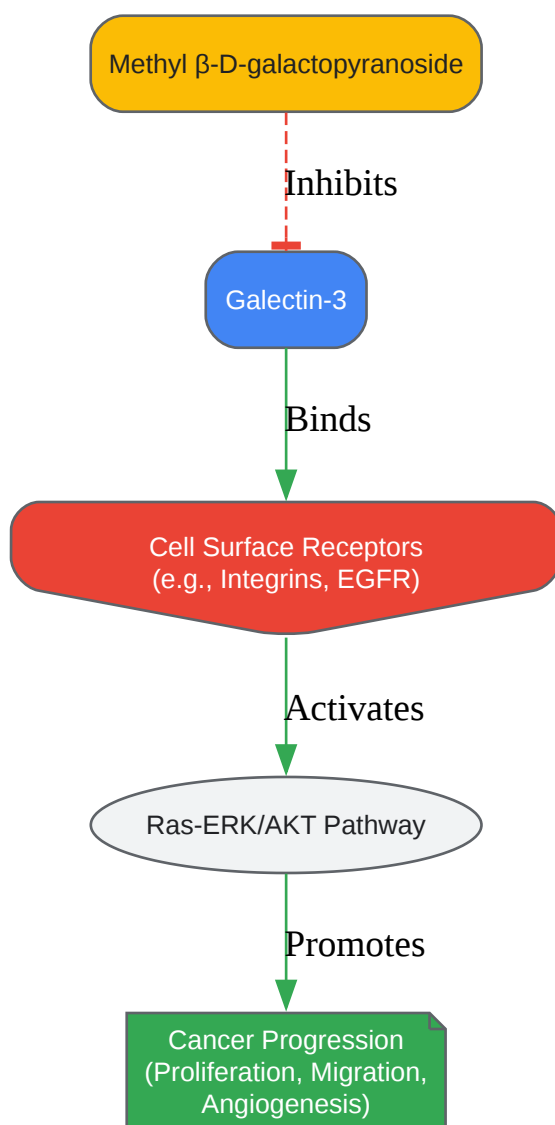 Methyl β-D-galactopyranoside
Inhibits
Galectin-3
Binds
Cell Surface Receptors
(e.g., Integrins, EGFR)
Activates
Ras-ERK/AKT Pathway
Promotes
Cancer Progression
(Proliferation, Migration,
Angiogenesis)